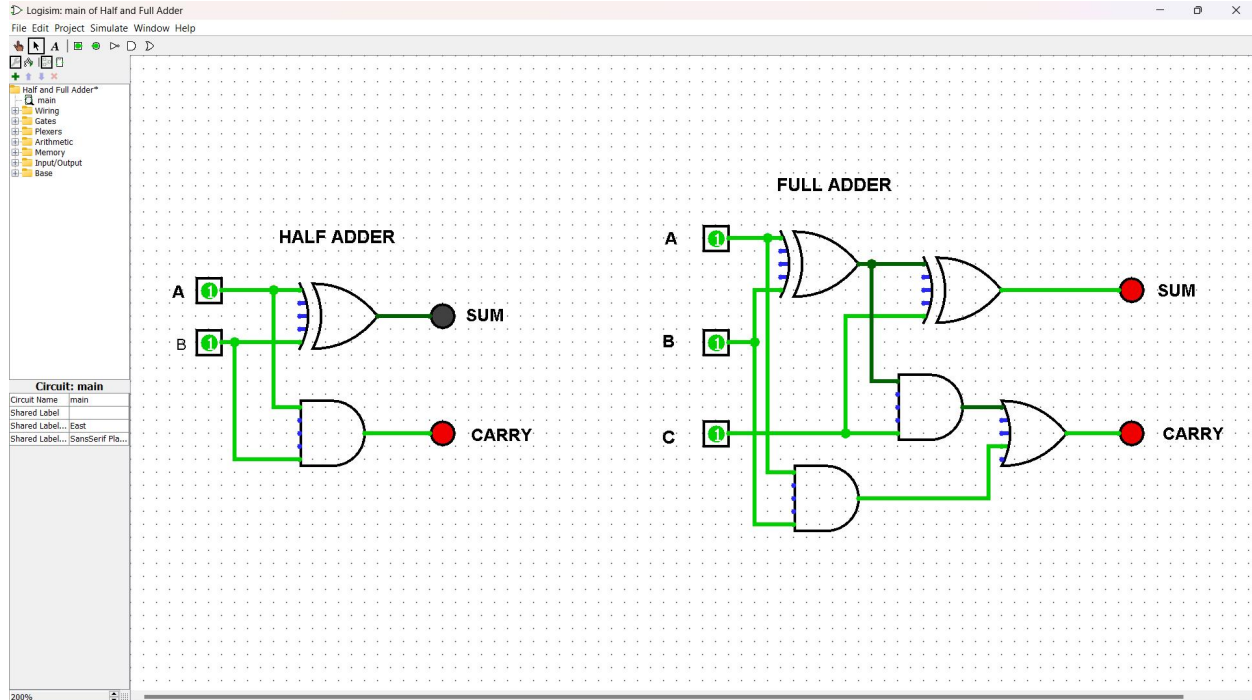 Logisim: main of Half and Full Adder
File Edit Project Simulate Window Help
A
Half and Full Adder*
main
Wiring
Gates
Plexers
Arithmetic
Memory
Input/Output
Base
Circuit: main
Circuit Name main
Shared Label
Shared Label... East
Shared Label... SansSerif Pla...
200%
HALF ADDER
A 1
B 1
SUM
CARRY
FULL ADDER
A 1
B 1
C 1
SUM
CARRY